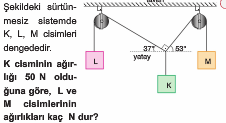 Şekildeki sürtün-
mesiz sistemde
K, L, M cisimleri
dengededir.
K cisminin ağır-
lığı 50 N oldu-
ğuna göre, L ve
M cisimlerinin
ağırlıkları kaç N dur?
tavan
37° 53°
yatay
L
M
K